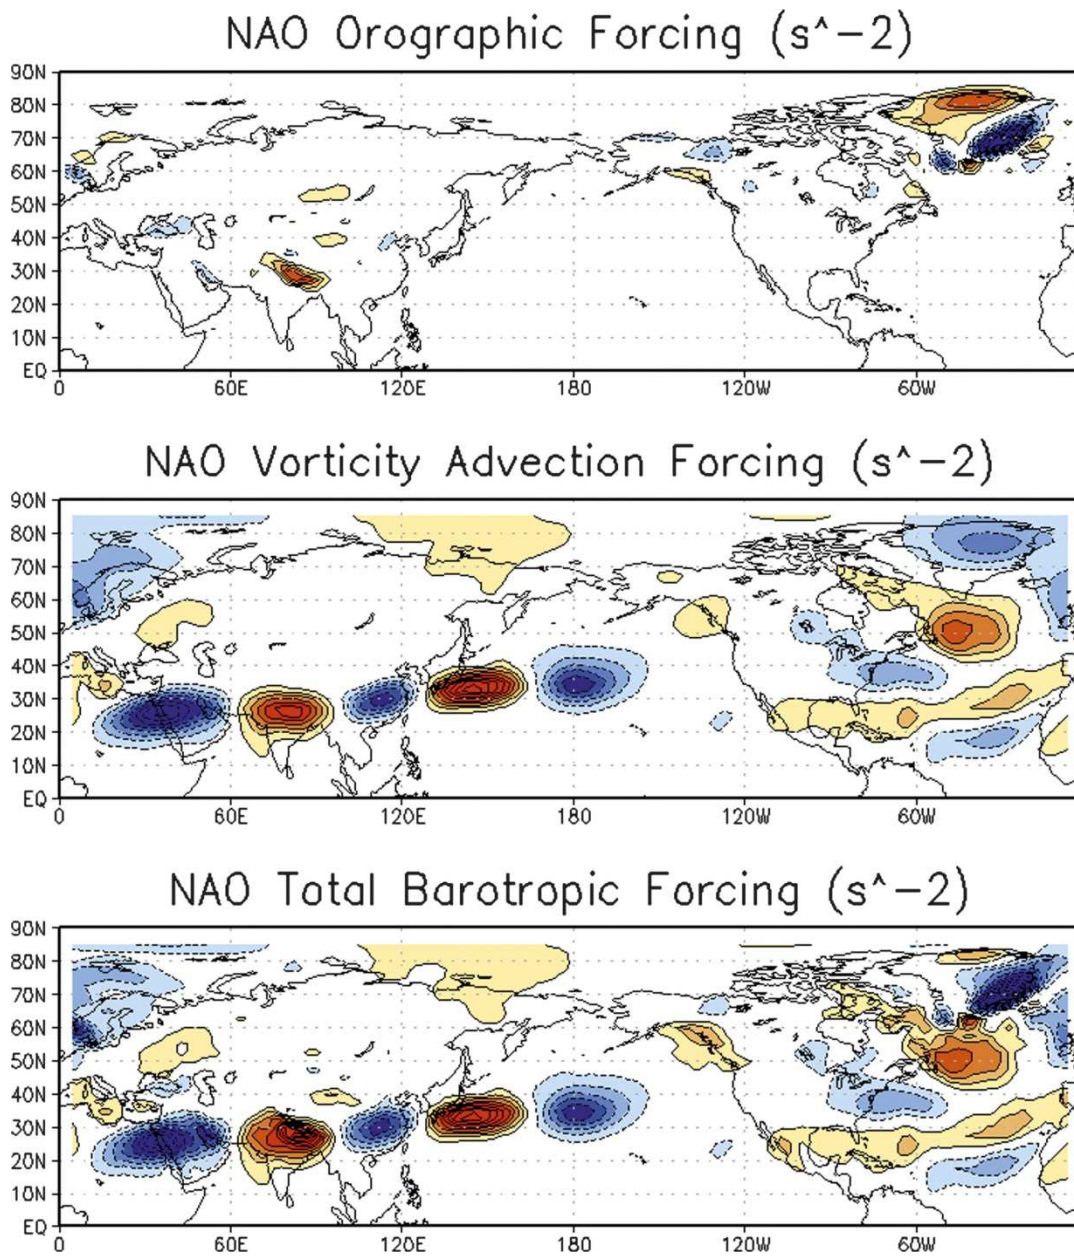 NAO Orographic Forcing (s^-2)
90N
80N
70N
60N
50N
40N
30N
20N
10N
EQ
0 60E 120E 180 120W 60W
NAO Vorticity Advection Forcing (s^-2)
90N
80N
70N
60N
50N
40N
30N
20N
10N
EQ
0 60E 120E 180 120W 60W
NAO Total Barotropic Forcing (s^-2)
90N
80N
70N
60N
50N
40N
30N
20N
10N
EQ
0 60E 120E 180 120W 60W